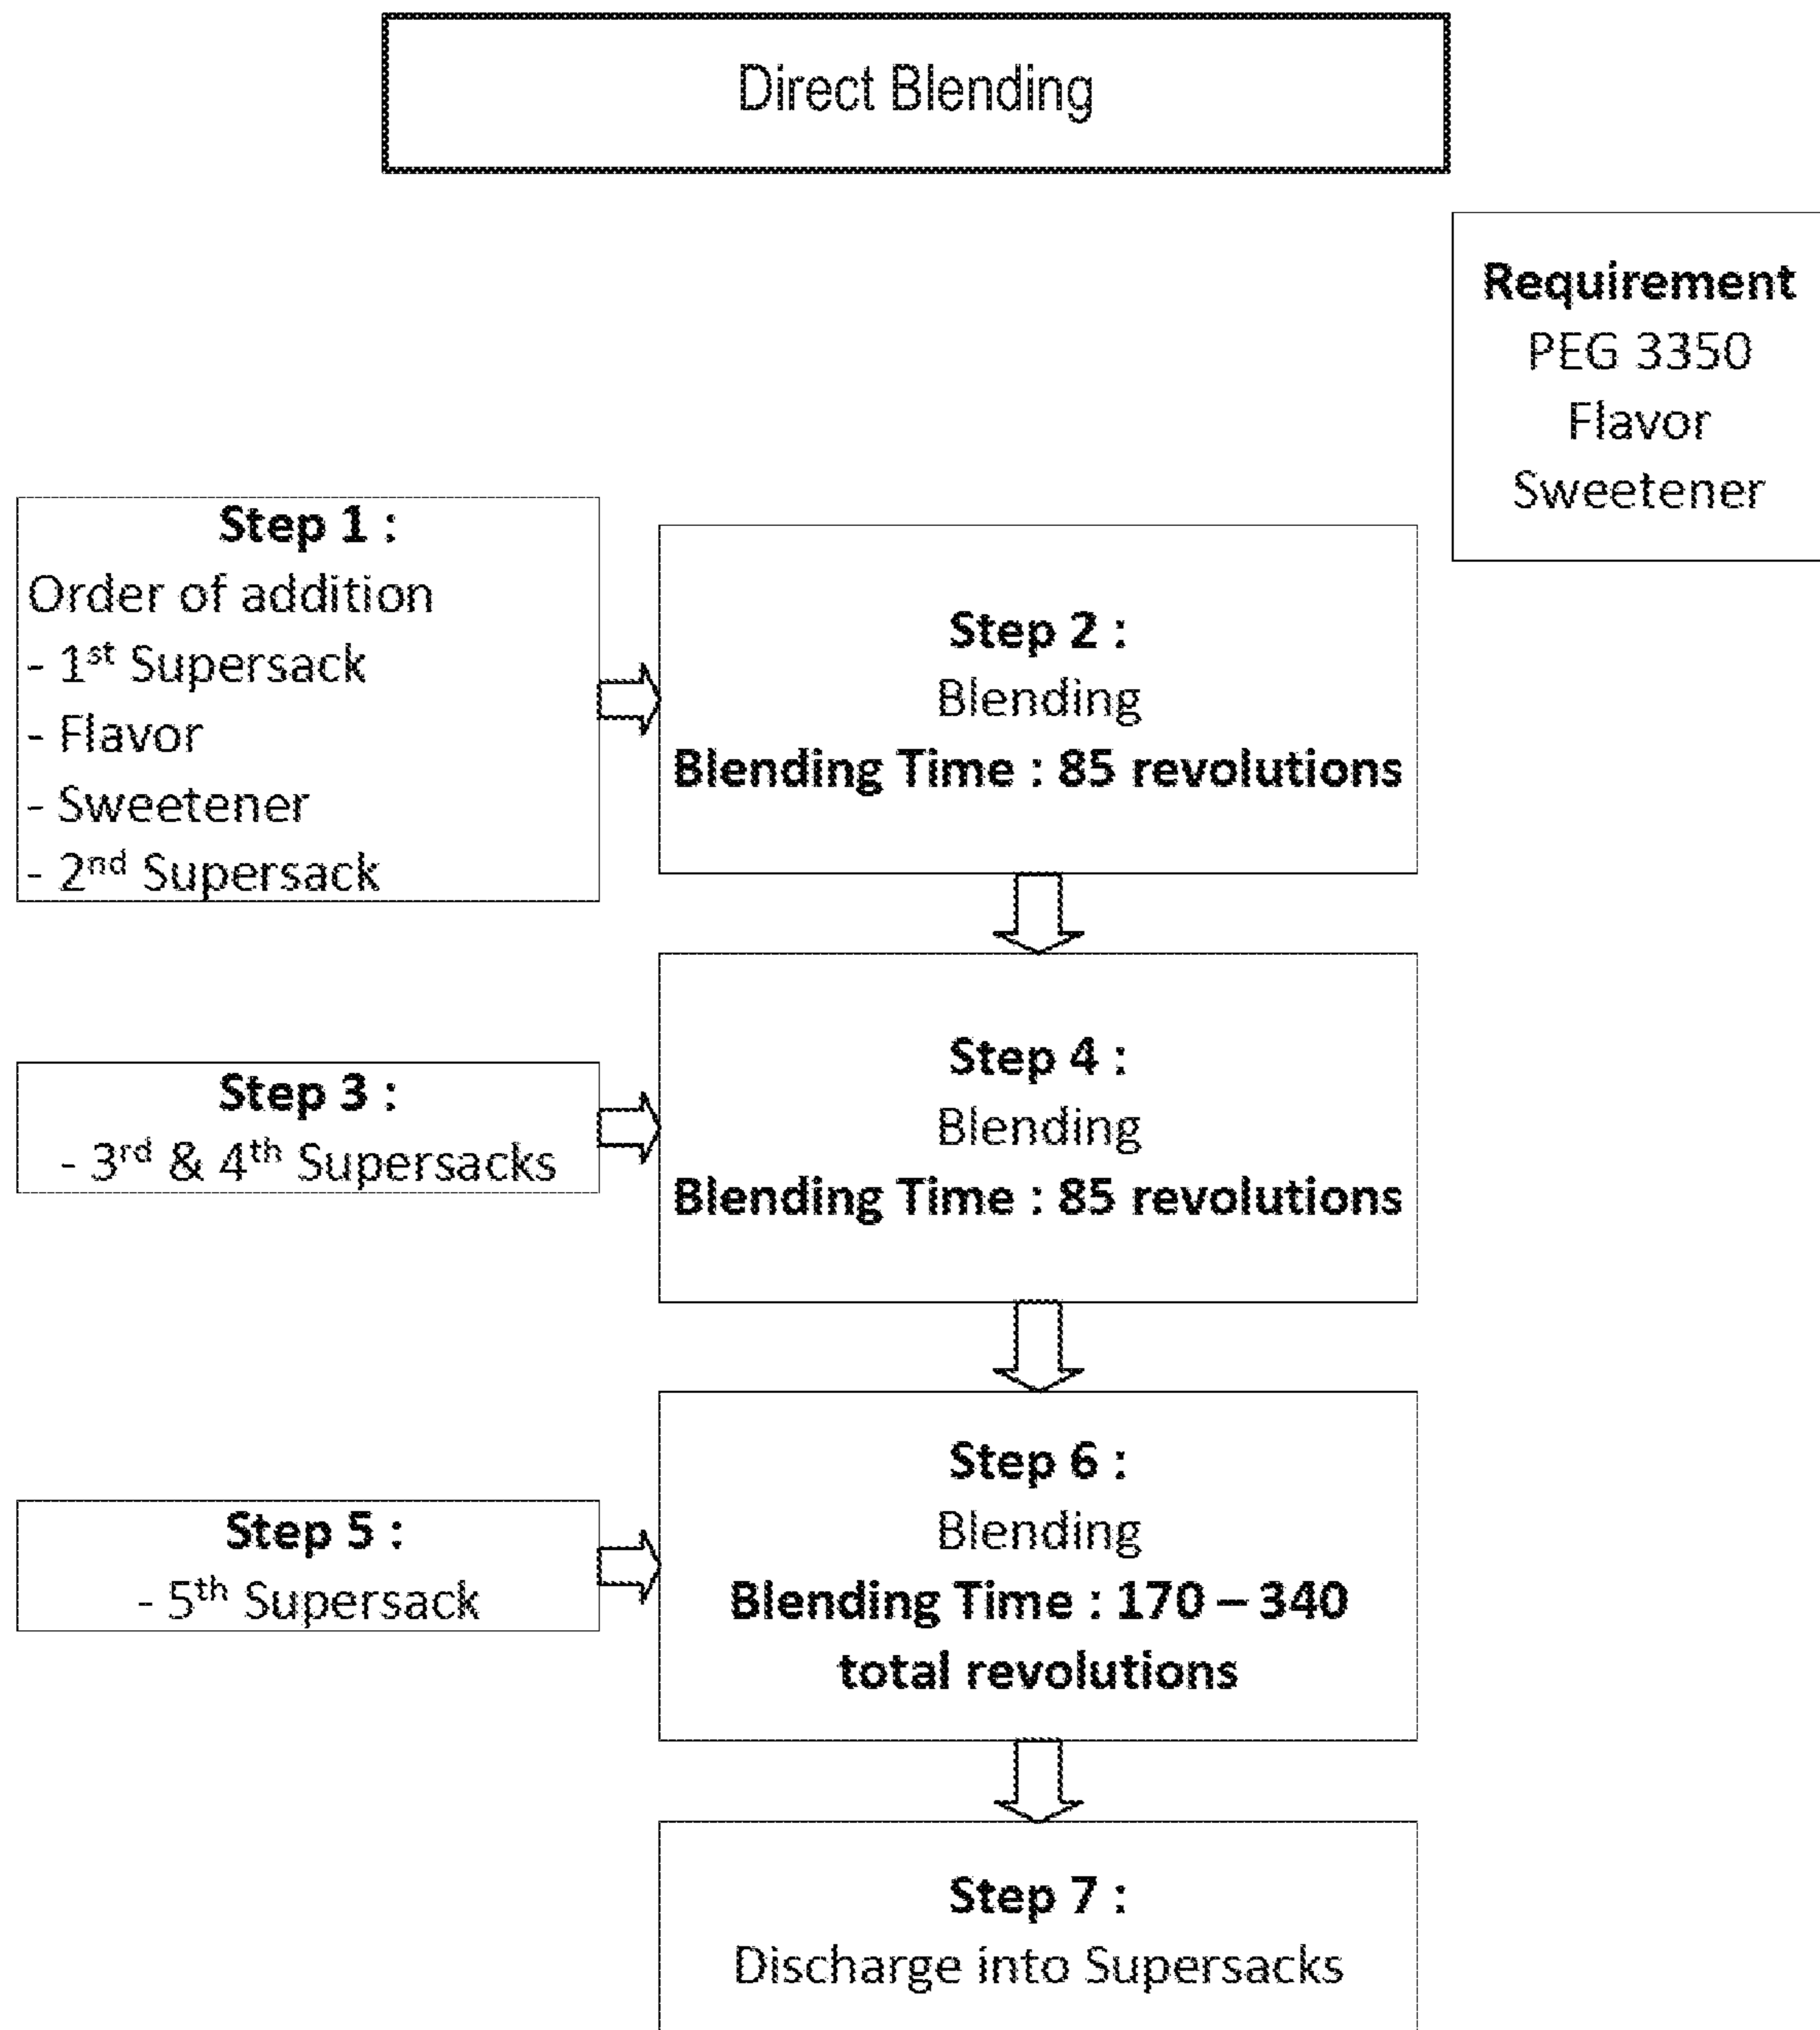 Direct Blending
Requirement
PEG 3350
Flavor
Sweetener
Step 1 :
Order of addition
- 1st Supersack
- Flavor
- Sweetener
- 2nd Supersack
Step 2 :
Blending
Blending Time : 85 revolutions
Step 3 :
- 3rd & 4th Supersacks
Step 4 :
Blending
Blending Time : 85 revolutions
Step 5 :
- 5th Supersack
Step 6 :
Blending
Blending Time : 170 – 340
total revolutions
Step 7 :
Discharge into Supersacks